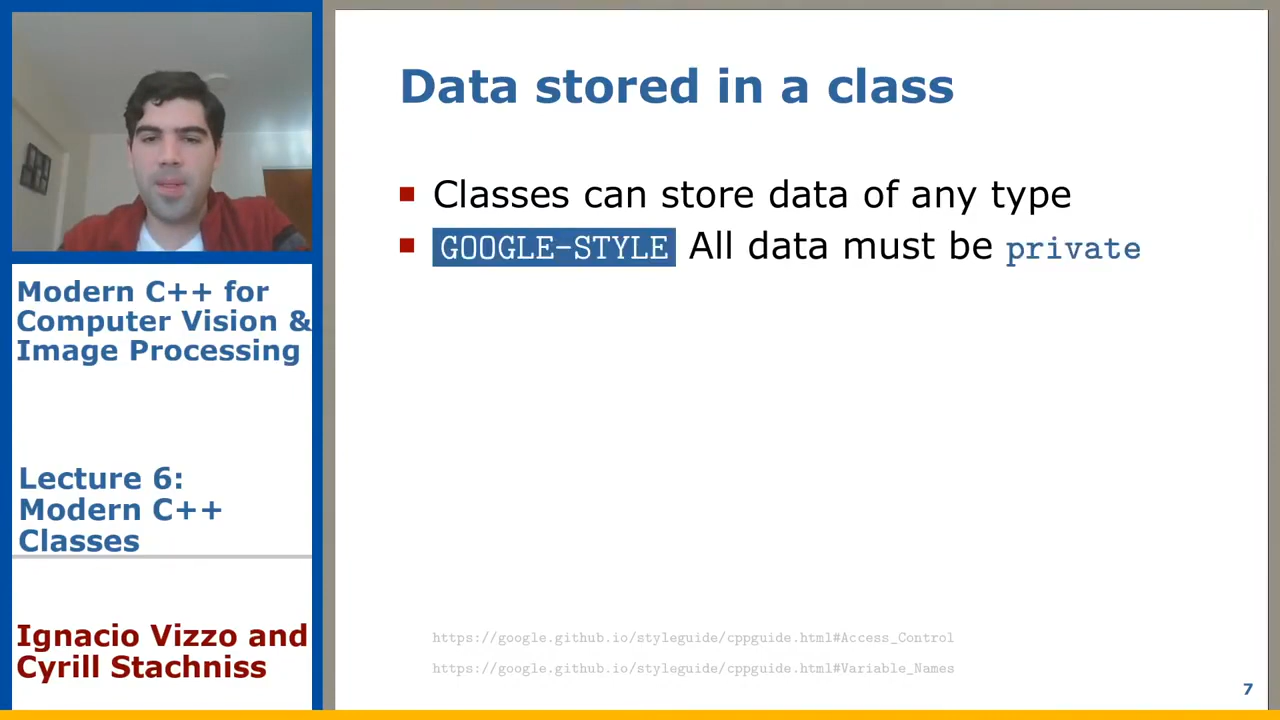 Data stored in a class
Classes can store data of any type
GOOGLE-STYLE All data must be private
Modern C++ for
Computer Vision &
Image Processing
Lecture 6:
Modern C++
Classes
Ignacio Vizzo and
Cyrill Stachniss
https://google.github.io/styleguide/cppguide.html#Access_Control
https://google.github.io/styleguide/cppguide.html#Variable_Names
7